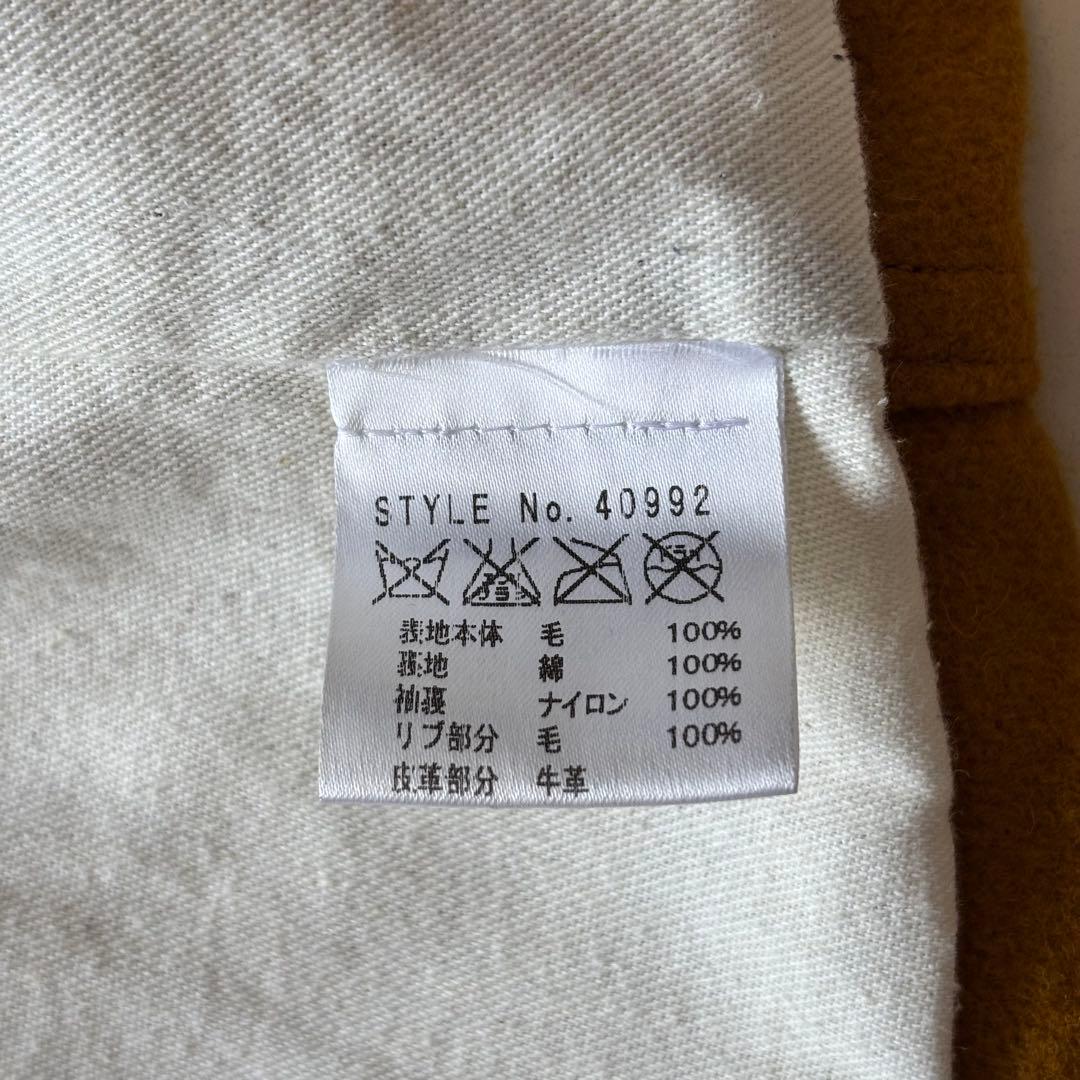 STYLE No. 40992
表地本体 毛 100%
裏地 綿 100%
袖裏 ナイロン 100%
リブ部分 毛 100%
皮革部分 牛革